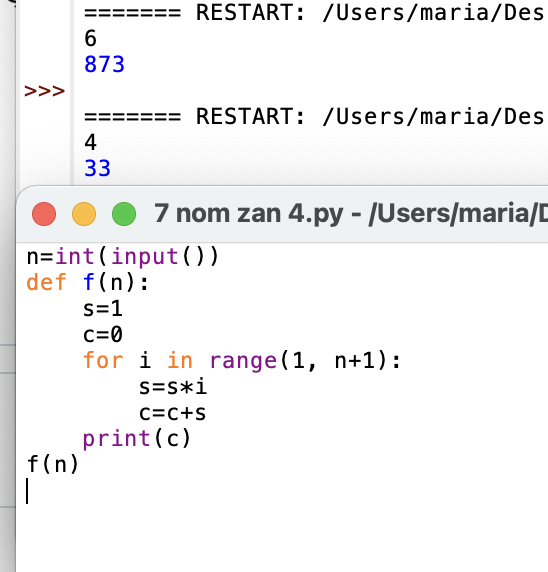 ======= RESTART: /Users/maria/Des
6
873
>>>
======= RESTART: /Users/maria/Des
4
33
7 nom zan 4.py - /Users/maria/D
n=int(input())
def f(n):
    s=1
    c=0
    for i in range(1, n+1):
        s=s*i
        c=c+s
    print(c)
f(n)